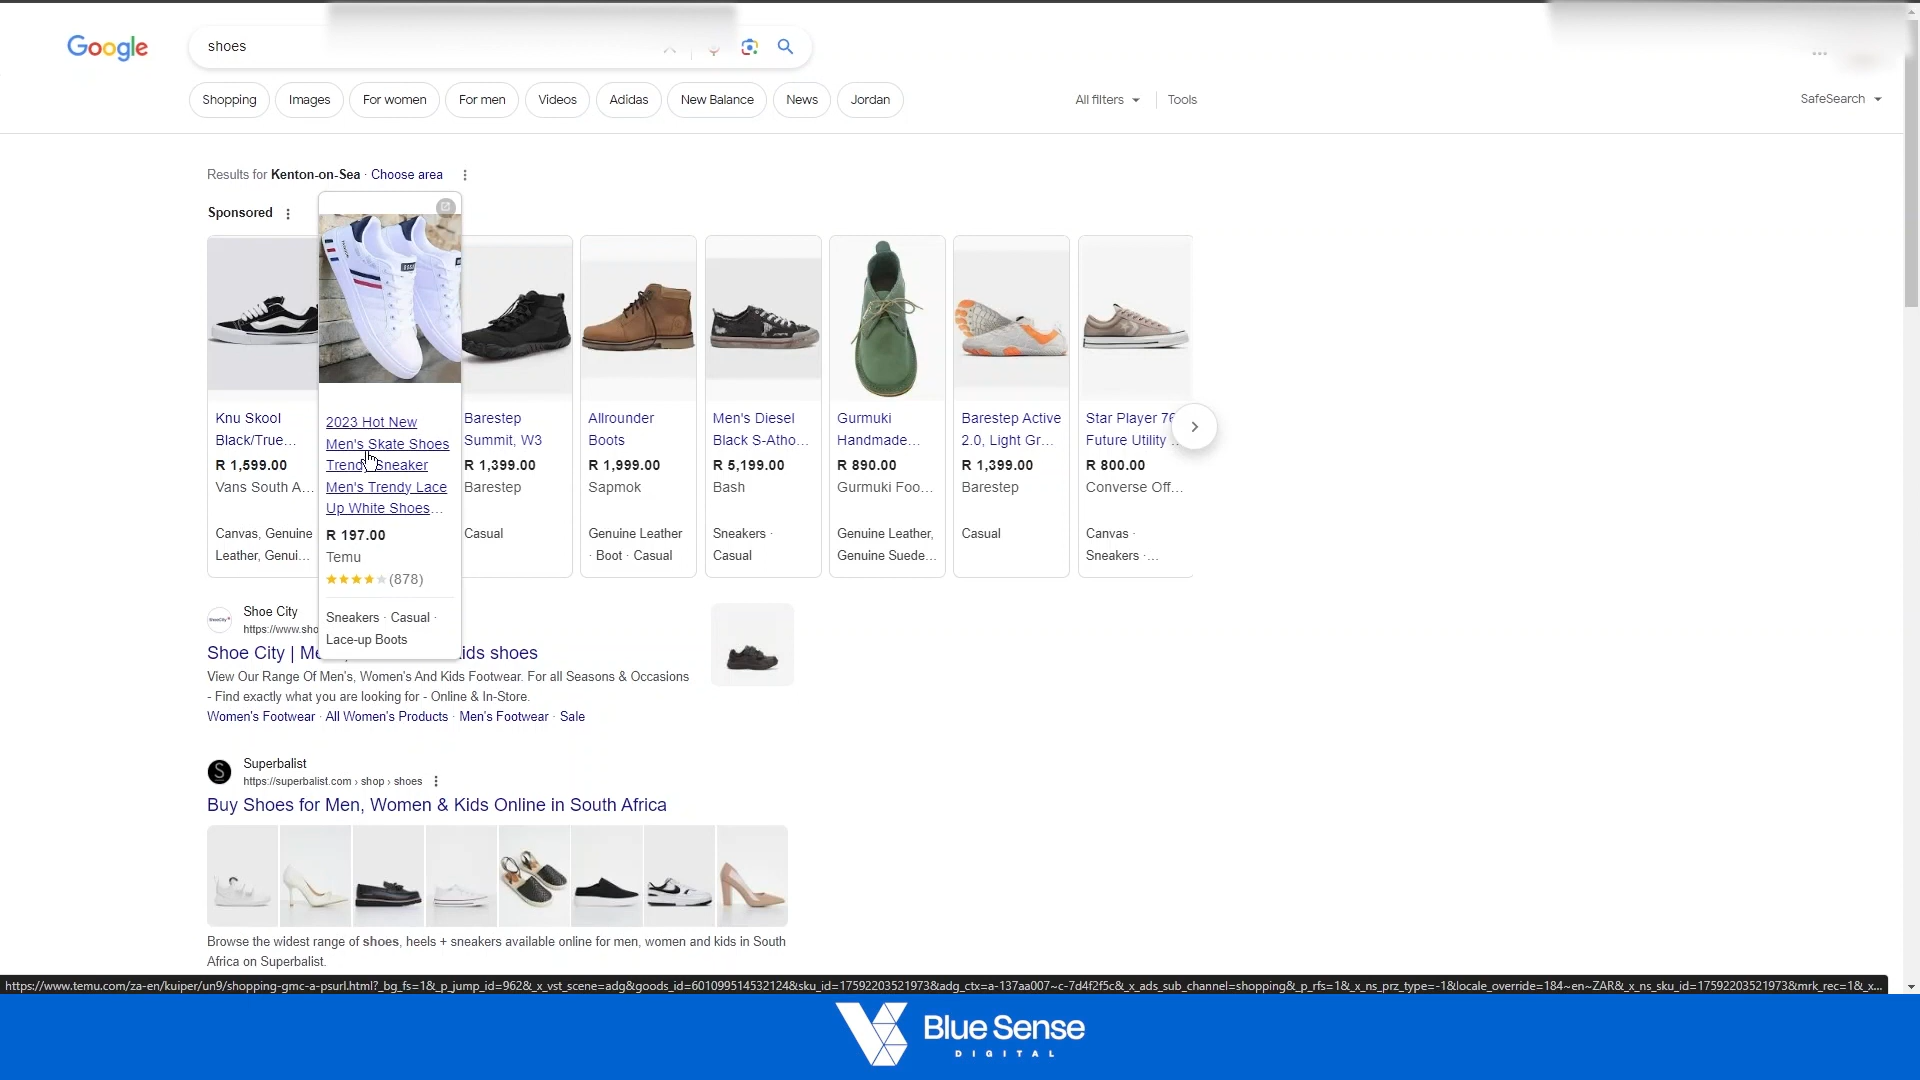 Google
shoes
Shopping
Images
For women
For men
Videos
Adidas
New Balance
News
Jordan
All filters
Tools
SafeSearch
Results for Kenton-on-Sea · Choose area
Sponsored
Knu Skool
Black/True...
R 1,599.00
Vans South A...
Canvas, Genuine
Leather, Genui...
2023 Hot New
Men's Skate Shoes
Trendy Sneaker
Men's Trendy Lace
Up White Shoes...
R 197.00
Temu
(878)
Sneakers · Casual ·
Lace-up Boots
Barestep
Summit, W3
R 1,399.00
Barestep
Casual
Allrounder
Boots
R 1,999.00
Sapmok
Genuine Leather
· Boot · Casual
Men's Diesel
Black S-Atho...
R 5,199.00
Bash
Sneakers ·
Casual
Gurmuki
Handmade...
R 890.00
Gurmuki Foo...
Genuine Leather,
Genuine Suede...
Barestep Active
2.0, Light Gr...
R 1,399.00
Barestep
Casual
Star Player 76
Future Utility ...
R 800.00
Converse Off...
Canvas ·
Sneakers ·...
Shoe City
https://www.sho
Shoe City | Me ids shoes
View Our Range Of Men's, Women's And Kids Footwear. For all Seasons & Occasions
- Find exactly what you are looking for - Online & In-Store.
Women's Footwear · All Women's Products · Men's Footwear · Sale
Superbalist
https://superbalist.com › shop › shoes
Buy Shoes for Men, Women & Kids Online in South Africa
Browse the widest range of shoes, heels + sneakers available online for men, women and kids in South
Africa on Superbalist.
https://www.temu.com/za-en/kuiper/un9/shopping-gmc-a-psurl.html?_bg_fs=1&_p_jump_id=962&_x_vst_scene=adg&goods_id=601099514532124&sku_id=17592203521973&adg_ctx=a-137aa007~c-7d4f2f5c&_x_ads_sub_channel=shopping&_p_rfs=1&_x_ns_prz_type=-1&locale_override=184~en~ZAR&_x_ns_sku_id=17592203521973&mrk_rec=1&_x...
Blue Sense
DIGITAL